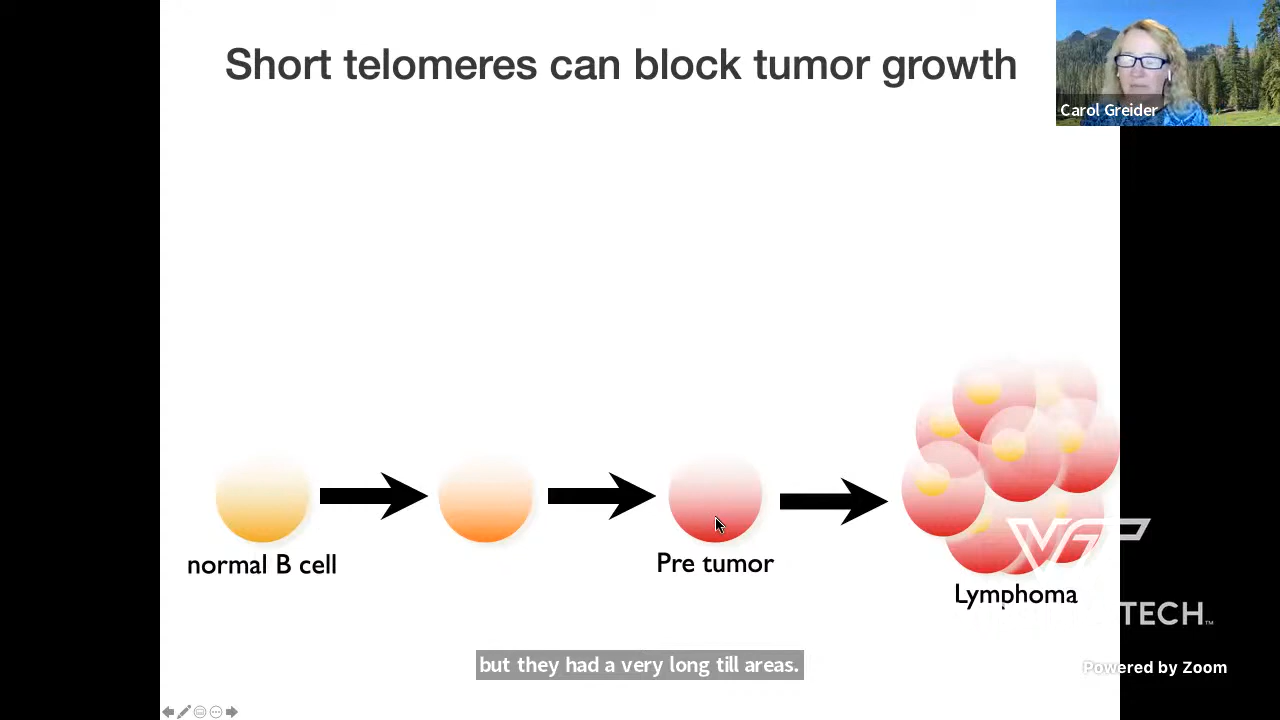 Short telomeres can block tumor growth
Carol Greider
normal B cell
Pre tumor
Lymphoma
TECH™
but they had a very long till areas.
Powered by Zoom